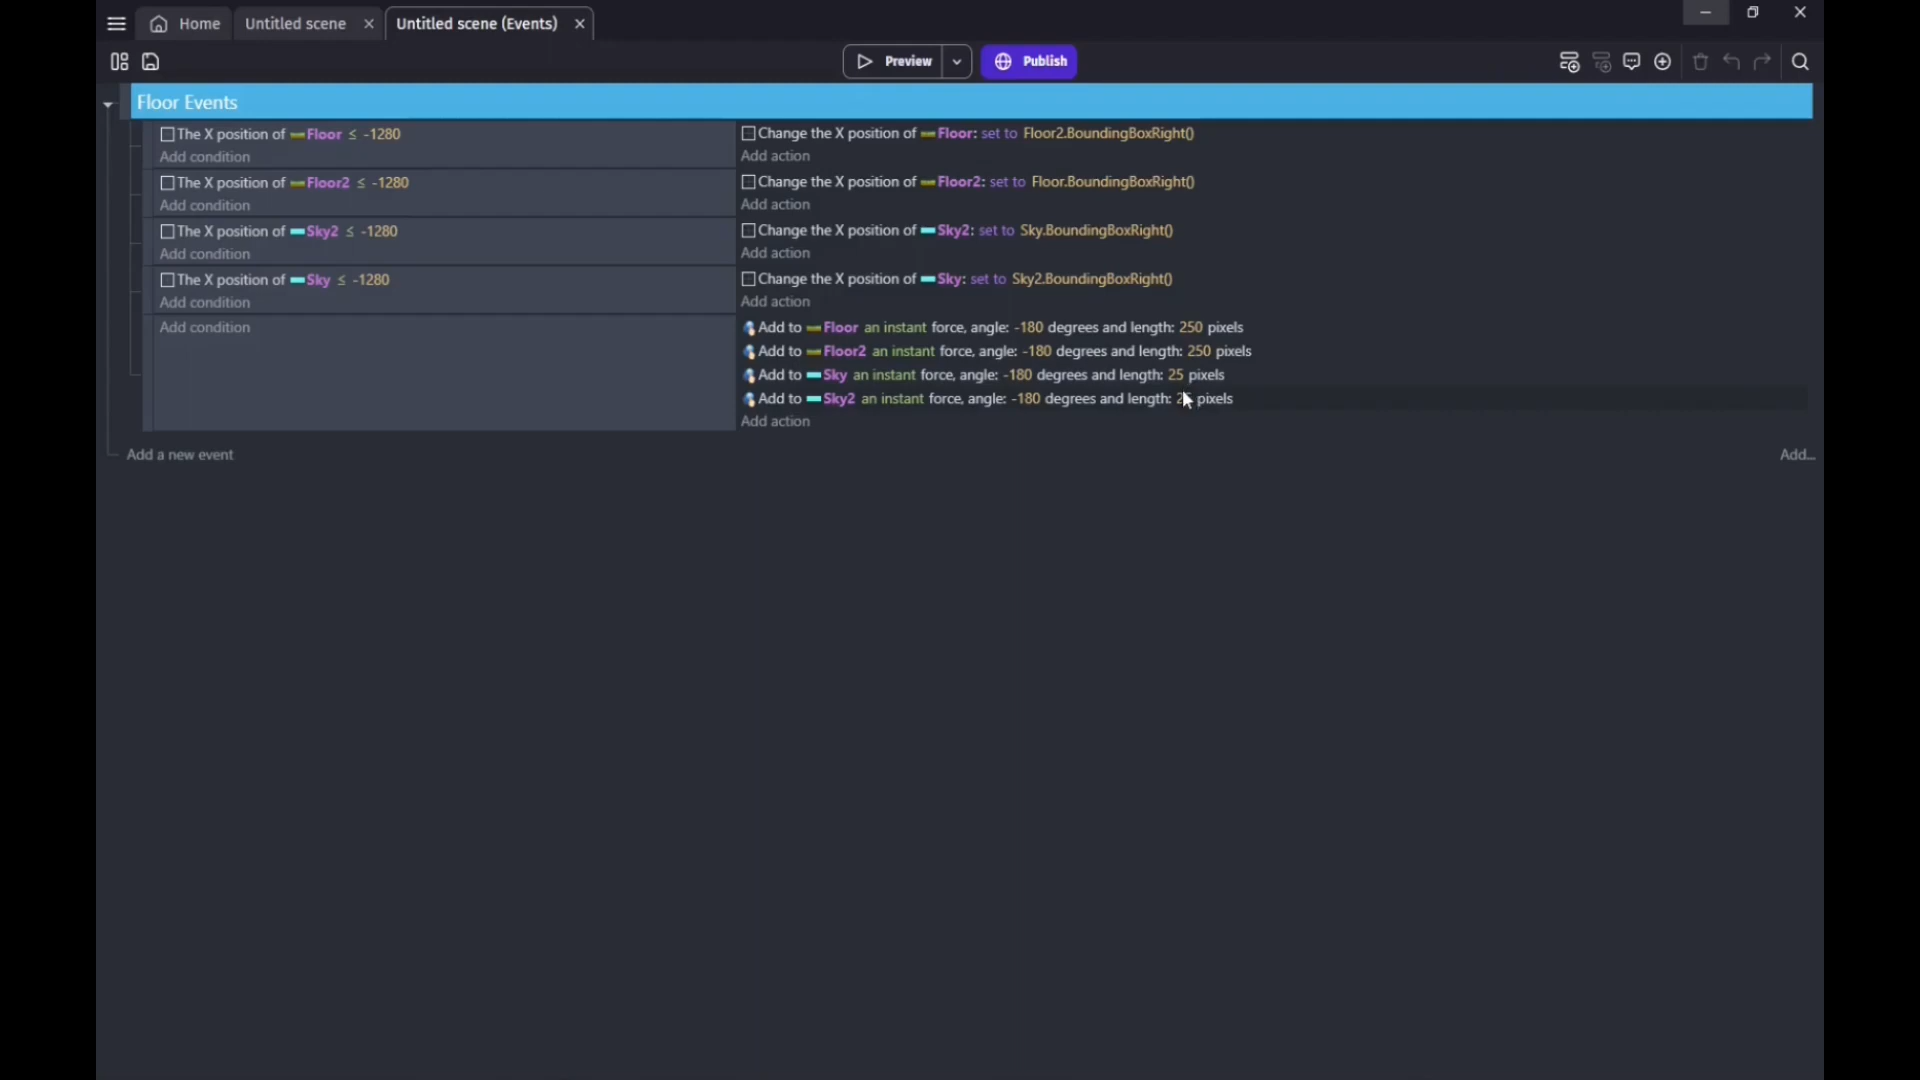 Home
Untitled scene
Untitled scene (Events)
Preview
Publish
Floor Events
The X position of Floor ≤ -1280
Change the X position of Floor: set to Floor2.BoundingBoxRight()
Add condition
Add action
The X position of Floor2 ≤ -1280
Change the X position of Floor2: set to Floor.BoundingBoxRight()
Add condition
Add action
The X position of Sky2 ≤ -1280
Change the X position of Sky2: set to Sky.BoundingBoxRight()
Add condition
Add action
The X position of Sky ≤ -1280
Change the X position of Sky: set to Sky2.BoundingBoxRight()
Add condition
Add action
Add condition
Add to Floor an instant force, angle: -180 degrees and length: 250 pixels
Add to Floor2 an instant force, angle: -180 degrees and length: 250 pixels
Add to Sky an instant force, angle: -180 degrees and length: 25 pixels
Add to Sky2 an instant force, angle: -180 degrees and length: pixels
Add action
Add a new event
Add...